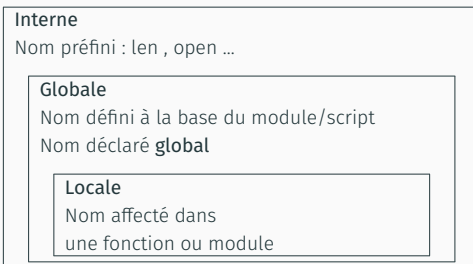 Interne
Nom préfini : len , open ...
Globale
Nom défini à la base du module/script
Nom déclaré global
Locale
Nom affecté dans
une fonction ou module